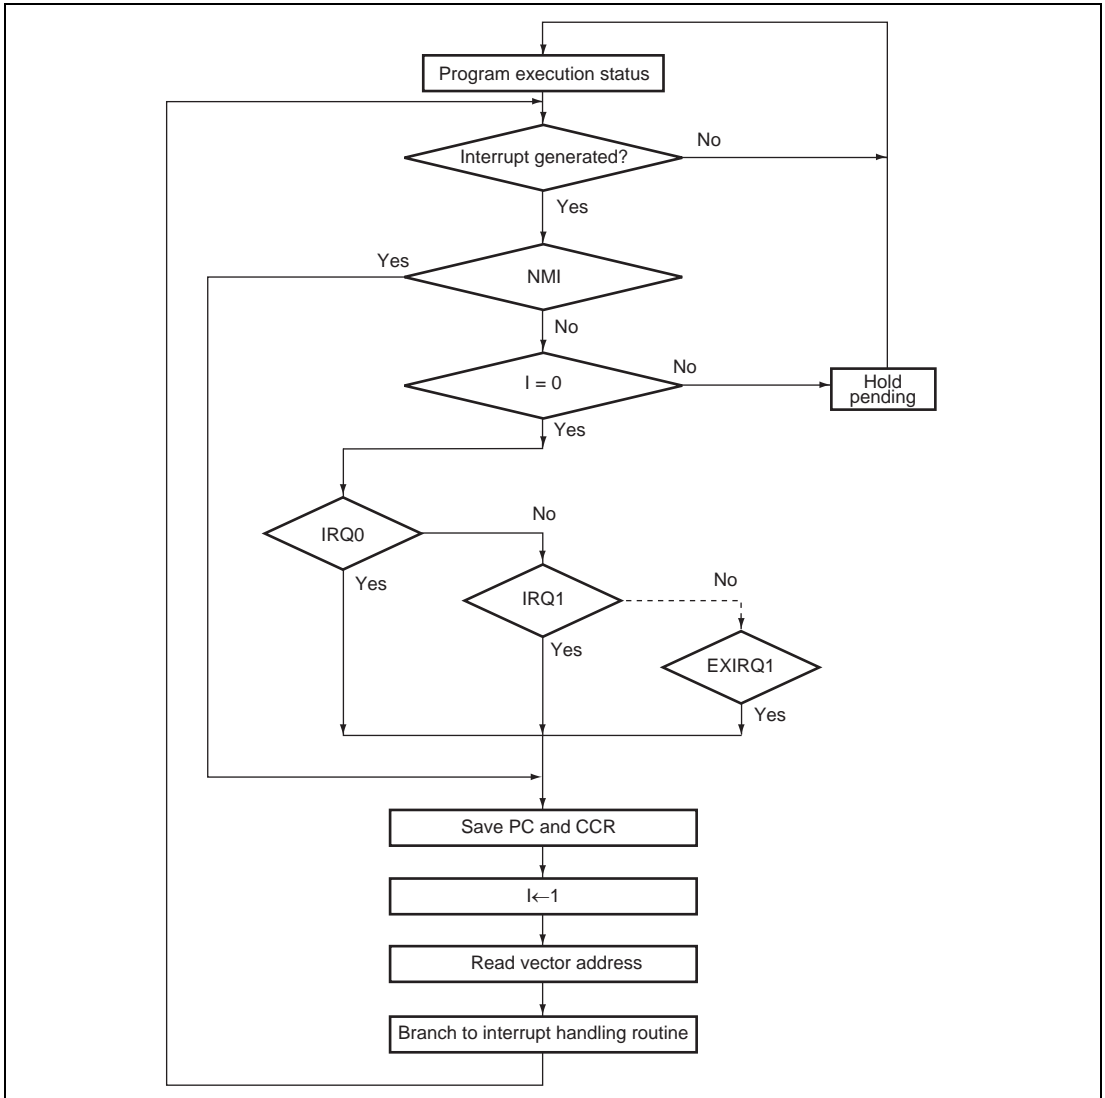 Program execution status
Interrupt generated?
No
Yes
Yes
NMI
No
I = 0
No
Hold
pending
Yes
IRQ0
No
Yes
IRQ1
No
Yes
EXIRQ1
Yes
Save PC and CCR
I←1
Read vector address
Branch to interrupt handling routine